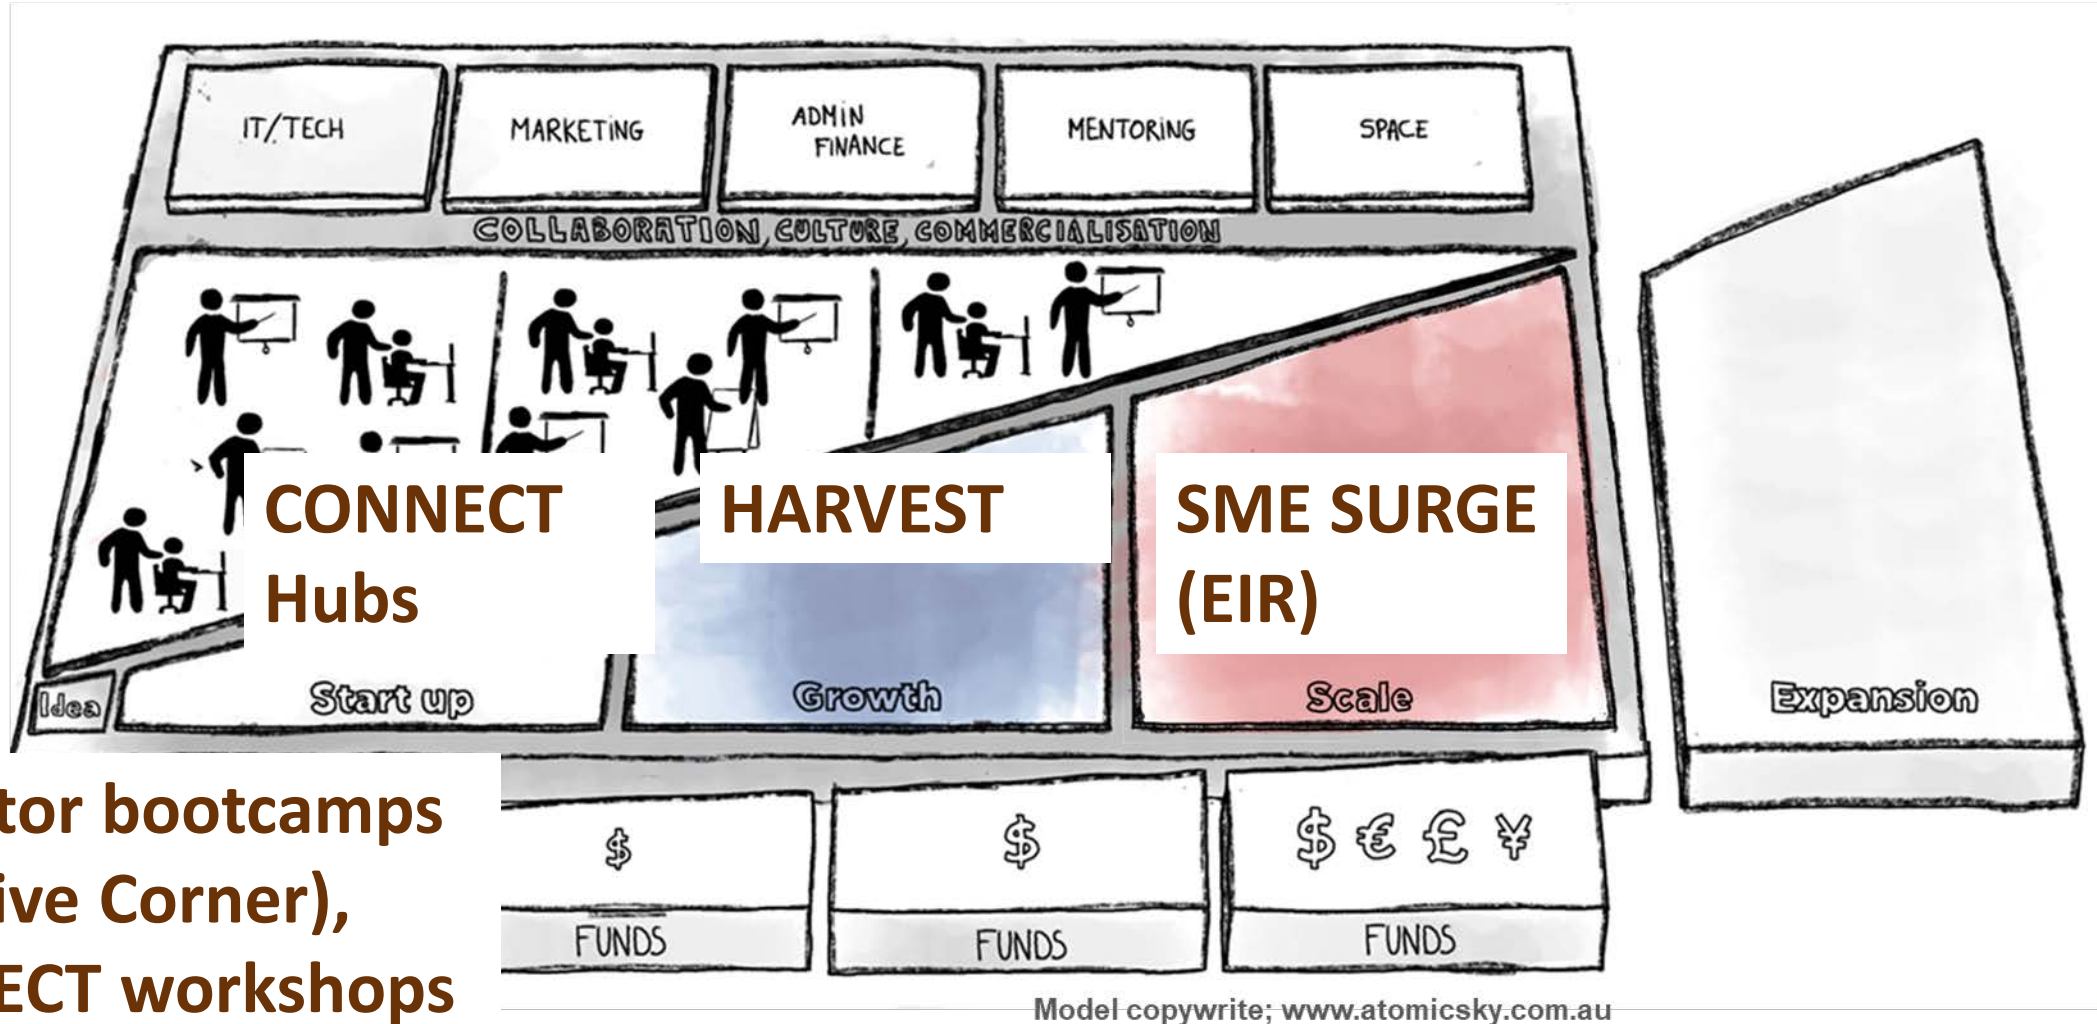 IT/TECH
MARKETING
ADMIN
FINANCE
MENTORING
SPACE
COLLABORATION, CULTURE, COMMERCIALISATION
CONNECT
Hubs
HARVEST
SME SURGE
(EIR)
Idea
Start up
Growth
Scale
Expansion
tor bootcamps
ive Corner),
ECT workshops
$
$
$ € £ ¥
FUNDS
FUNDS
FUNDS
Model copywrite; www.atomicsky.com.au